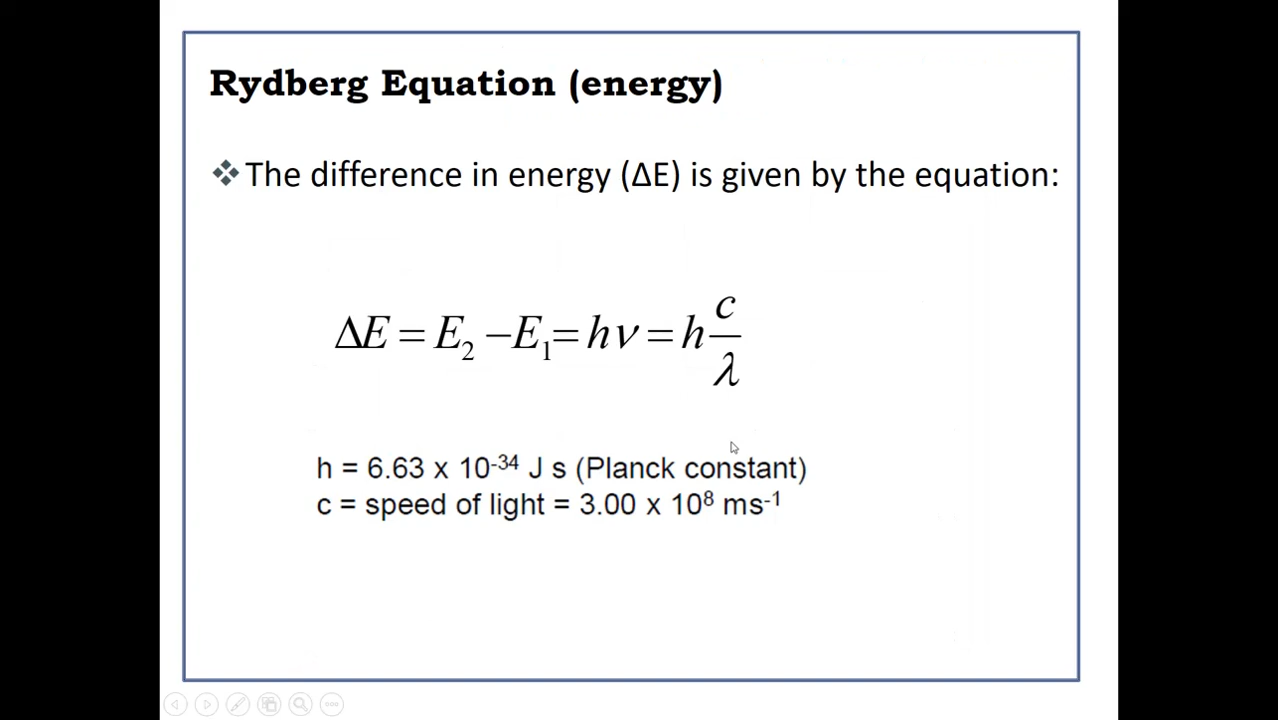 Rydberg Equation (energy)
❖ The difference in energy (ΔE) is given by the equation:
ΔE = E₂ − E₁ = hν = h c/λ
h = 6.63 x 10⁻³⁴ J s (Planck constant)
c = speed of light = 3.00 x 10⁸ ms⁻¹